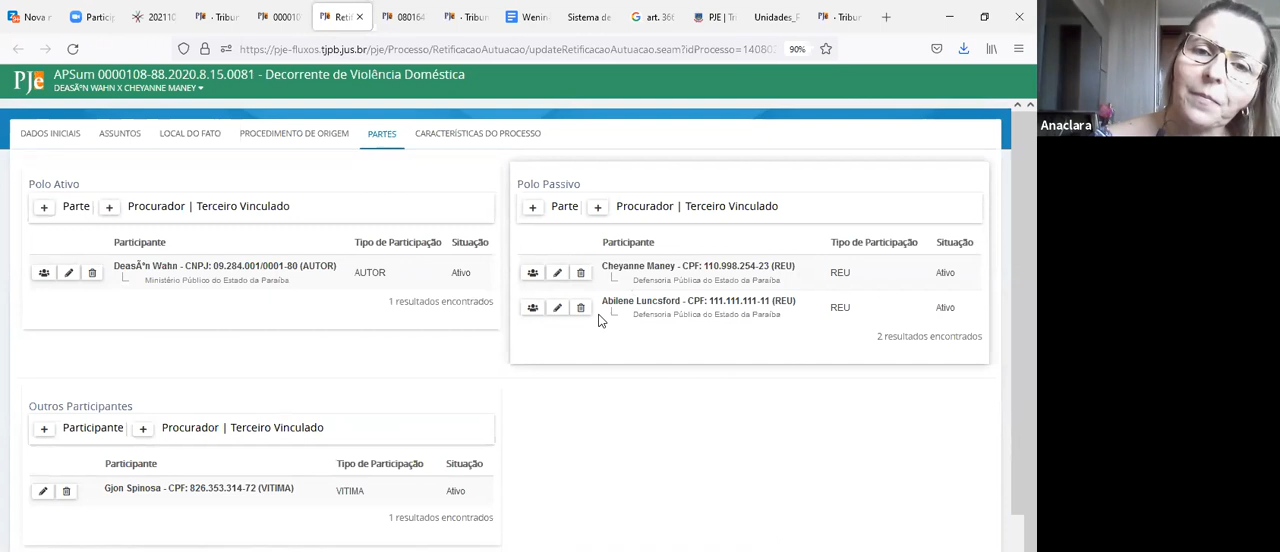 Nova r
Particip
202110
Tribur
000010
Retif
080164
Tribun
Wenin
Sistema de
art. 366
PJE | Tri
Unidades_F
Tribur
https://pje-fluxos.tjpb.jus.br/pje/Processo/RetificacaoAutuacao/updateRetificacaoAutuacao.seam?idProcesso=14080
90%
PJe
APSum 0000108-88.2020.8.15.0081 - Decorrente de Violência Doméstica
DEASÃºN WAHN X CHEYANNE MANEY
Anaclara
DADOS INICIAIS ASSUNTOS LOCAL DO FATO PROCEDIMENTO DE ORIGEM PARTES CARACTERÍSTICAS DO PROCESSO
Polo Ativo
+ Parte + Procurador | Terceiro Vinculado
Participante Tipo de Participação Situação
DeasÃºn Wahn - CNPJ: 09.284.001/0001-80 (AUTOR) AUTOR Ativo
Ministério Público do Estado da Paraíba
1 resultados encontrados
Polo Passivo
+ Parte + Procurador | Terceiro Vinculado
Participante Tipo de Participação Situação
Cheyanne Maney - CPF: 110.998.254-23 (REU) REU Ativo
Defensoria Pública do Estado da Paraíba
Abilene Luncsford - CPF: 111.111.111-11 (REU) REU Ativo
Defensoria Pública do Estado da Paraíba
2 resultados encontrados
Outros Participantes
+ Participante + Procurador | Terceiro Vinculado
Participante Tipo de Participação Situação
Gjon Spinosa - CPF: 826.353.314-72 (VITIMA) VITIMA Ativo
1 resultados encontrados